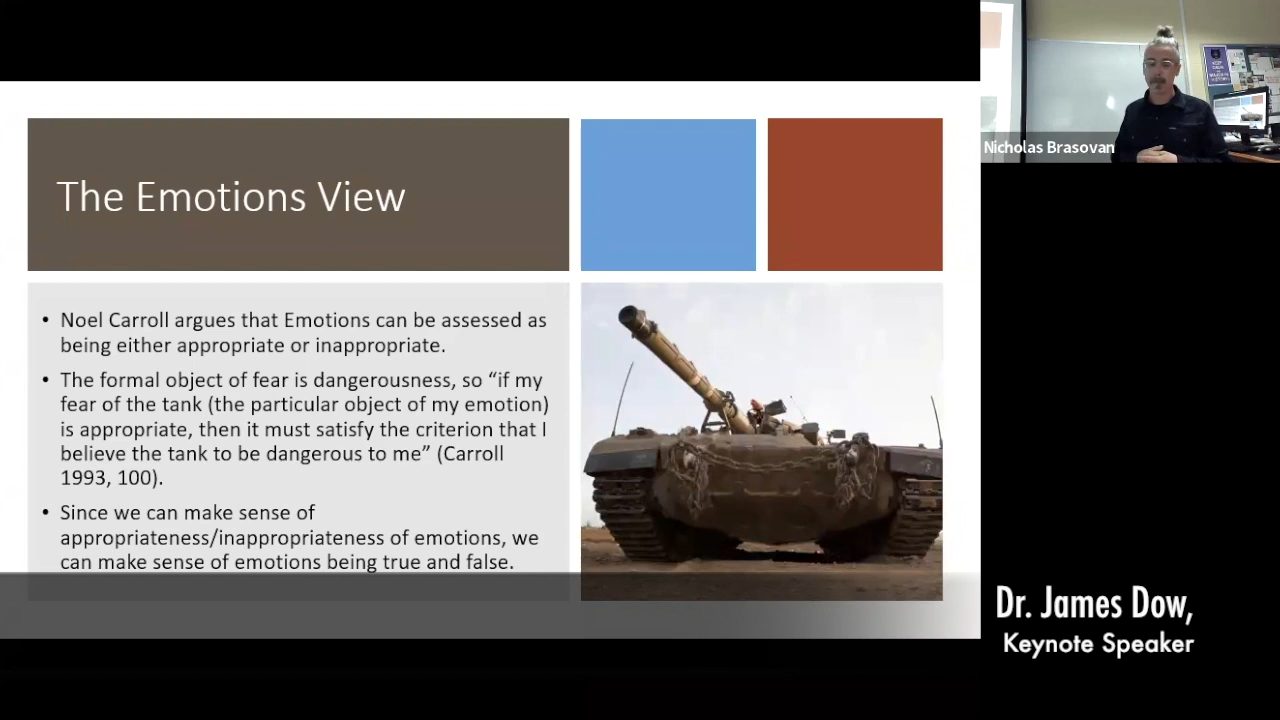 The Emotions View
• Noel Carroll argues that Emotions can be assessed as
being either appropriate or inappropriate.
• The formal object of fear is dangerousness, so “if my
fear of the tank (the particular object of my emotion)
is appropriate, then it must satisfy the criterion that I
believe the tank to be dangerous to me” (Carroll
1993, 100).
• Since we can make sense of
appropriateness/inappropriateness of emotions, we
can make sense of emotions being true and false.
Nicholas Brasovan
Dr. James Dow,
Keynote Speaker